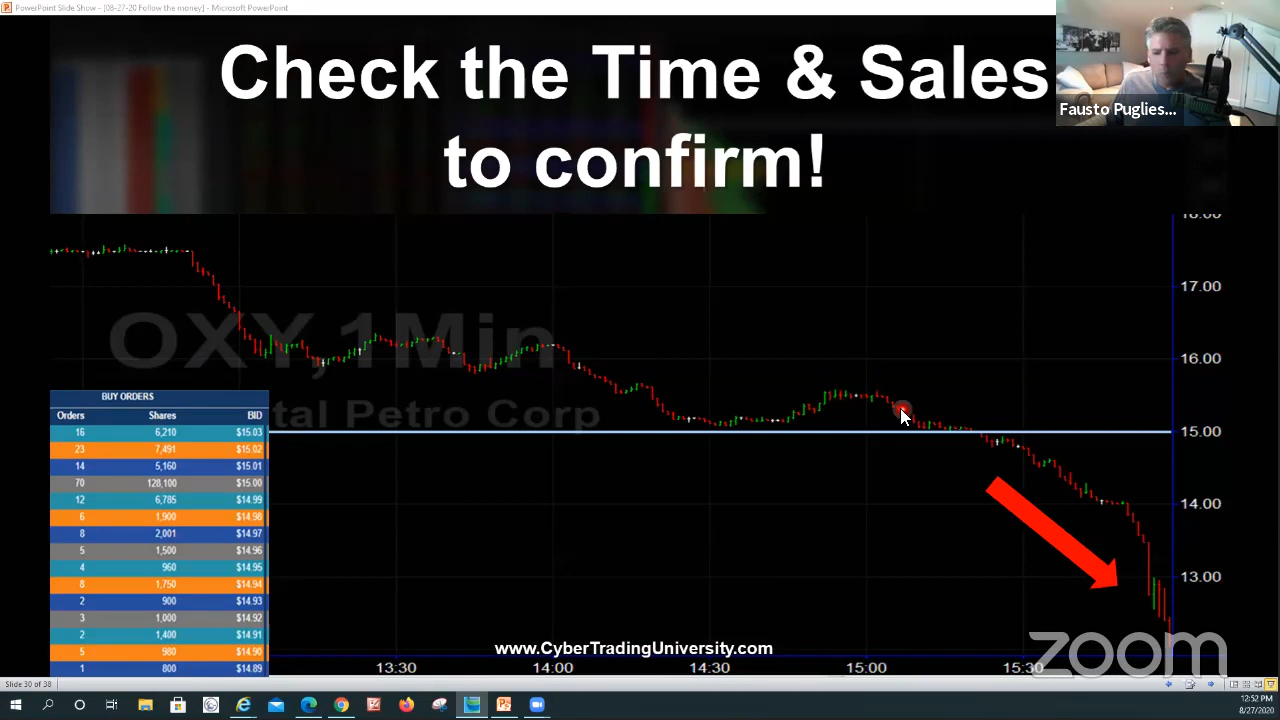 PowerPoint Slide Show - [08-27-20 Follow the money] - Microsoft PowerPoint
Check the Time & Sales
to confirm!
Fausto Puglies...
18.00
17.00
OXY,1Min
16.00
tal Petro Corp
15.00
14.00
13.00
BUY ORDERS
Orders Shares BID
16 6,210 $15.03
23 7,491 $15.02
14 5,160 $15.01
70 128,100 $15.00
12 6,785 $14.99
6 1,900 $14.98
8 2,001 $14.97
5 1,500 $14.96
4 960 $14.95
8 1,750 $14.94
2 900 $14.93
3 1,000 $14.92
2 1,400 $14.91
5 980 $14.90
1 800 $14.89
www.CyberTradingUniversity.com
zoom
13:30 14:00 14:30 15:00 15:30
Slide 30 of 38
12:52 PM
8/27/2020